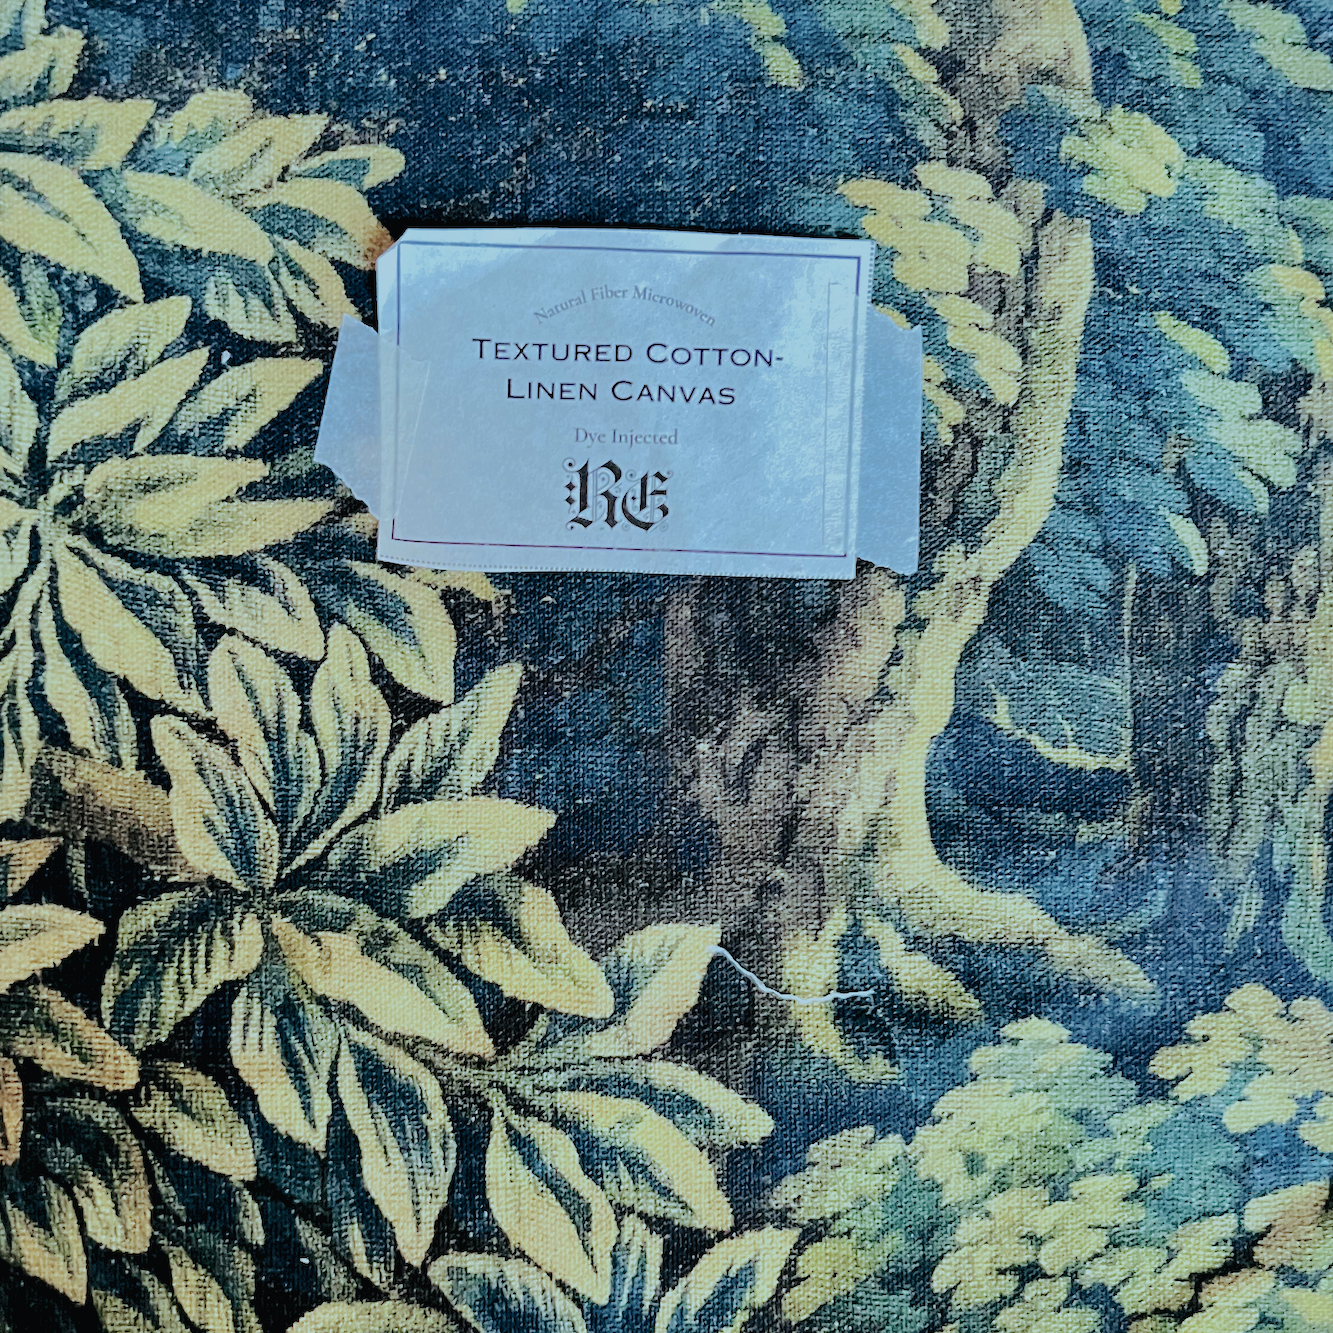 Natural Fiber Microwoven
TEXTURED COTTON-
LINEN CANVAS
Dye Injected
RE